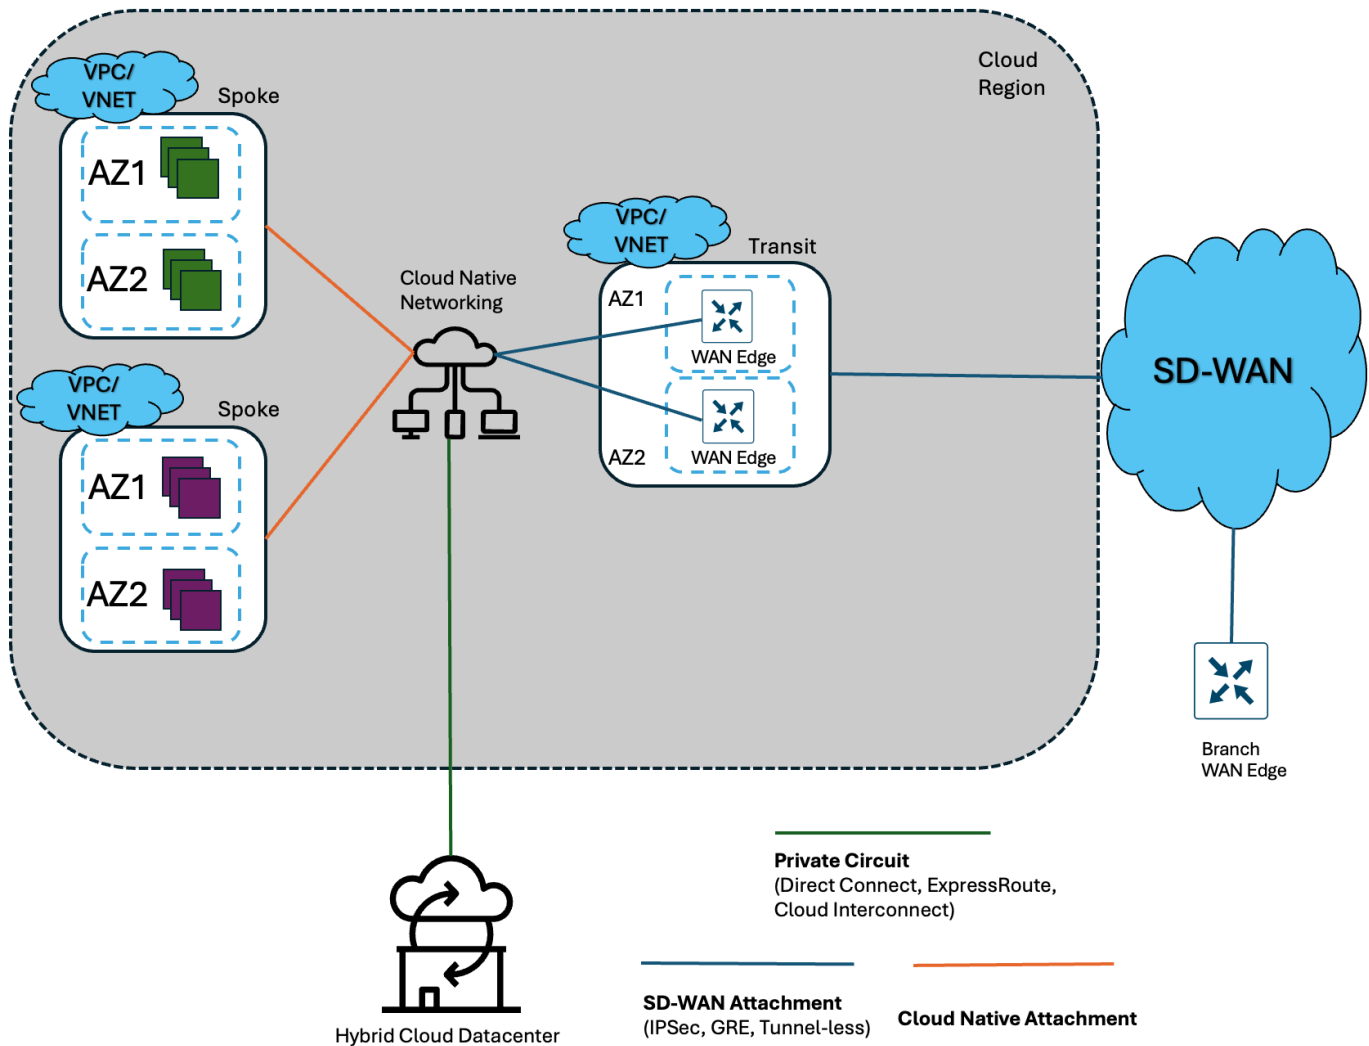 Cloud
Region
VPC/
VNET
Spoke
AZ1
AZ2
VPC/
VNET
Spoke
AZ1
AZ2
Cloud Native
Networking
VPC/
VNET
Transit
AZ1
WAN Edge
WAN Edge
AZ2
SD-WAN
Branch
WAN Edge
Private Circuit
(Direct Connect, ExpressRoute,
Cloud Interconnect)
SD-WAN Attachment
(IPSec, GRE, Tunnel-less)
Cloud Native Attachment
Hybrid Cloud Datacenter